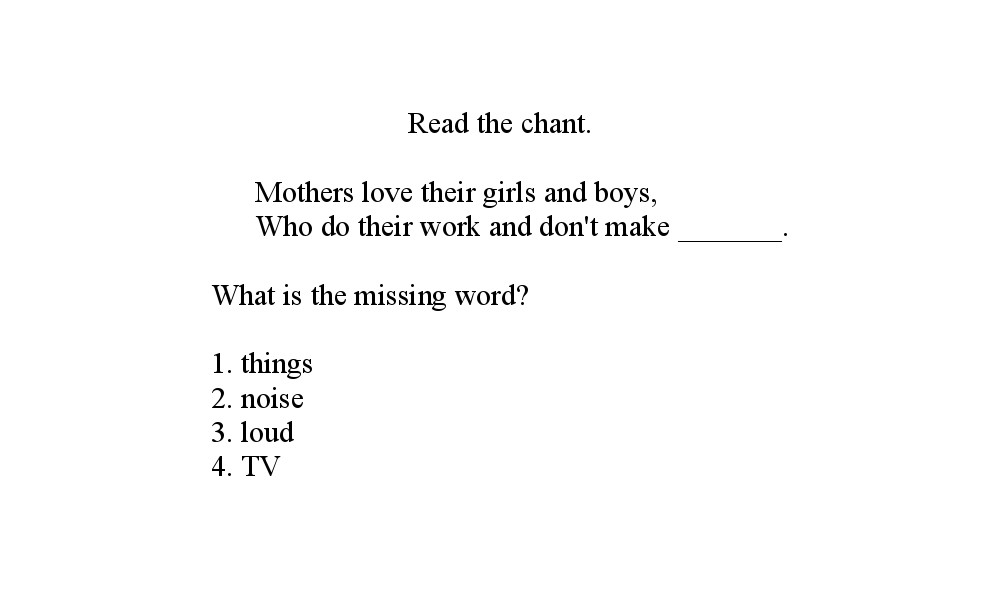 Read the chant.
Mothers love their girls and boys,
Who do their work and don't make _______.
What is the missing word?
1. things
2. noise
3. loud
4. TV